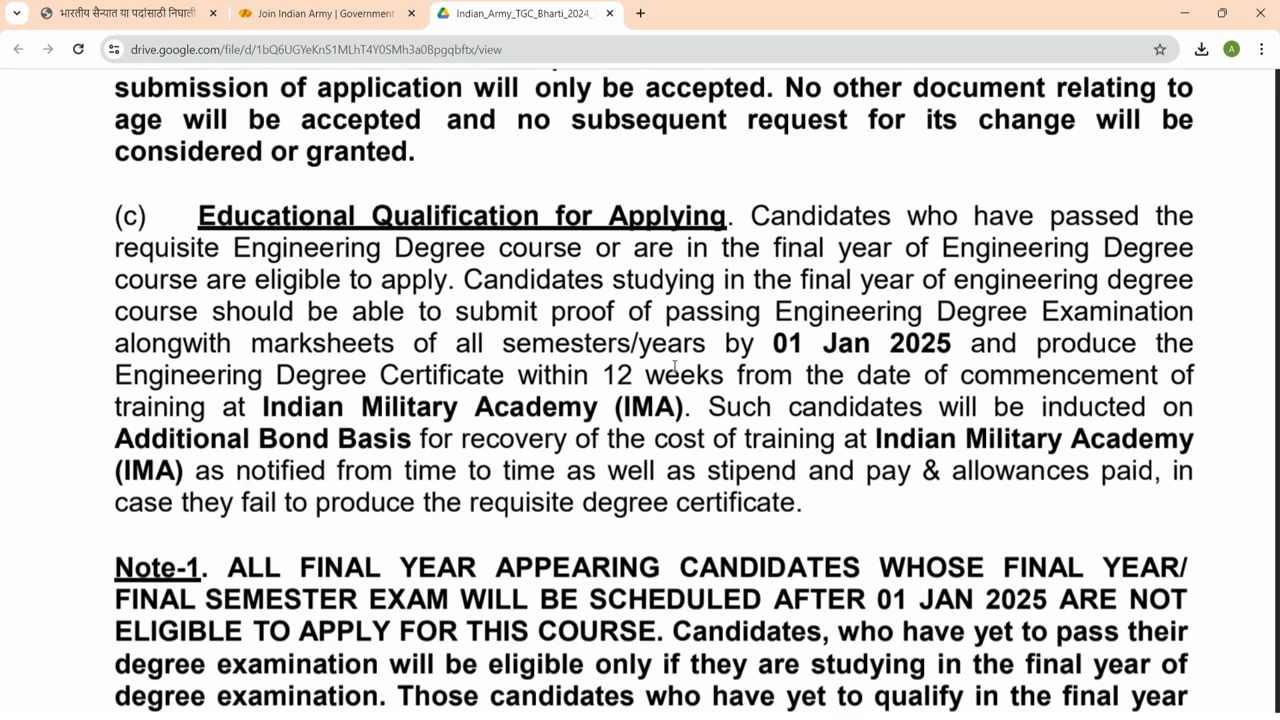 भारतीय सैन्यात या पदांसाठी निघाली
Join Indian Army | Government
Indian_Army_TGC_Bharti_2024_
drive.google.com/file/d/1bQ6UGYeKnS1MLhT4Y0SMh3a0Bpgqbftx/view
A
submission of application will only be accepted. No other document relating to
age will be accepted and no subsequent request for its change will be
considered or granted.
(c) Educational Qualification for Applying. Candidates who have passed the
requisite Engineering Degree course or are in the final year of Engineering Degree
course are eligible to apply. Candidates studying in the final year of engineering degree
course should be able to submit proof of passing Engineering Degree Examination
alongwith marksheets of all semesters/years by 01 Jan 2025 and produce the
Engineering Degree Certificate within 12 weeks from the date of commencement of
training at Indian Military Academy (IMA). Such candidates will be inducted on
Additional Bond Basis for recovery of the cost of training at Indian Military Academy
(IMA) as notified from time to time as well as stipend and pay & allowances paid, in
case they fail to produce the requisite degree certificate.
Note-1. ALL FINAL YEAR APPEARING CANDIDATES WHOSE FINAL YEAR/
FINAL SEMESTER EXAM WILL BE SCHEDULED AFTER 01 JAN 2025 ARE NOT
ELIGIBLE TO APPLY FOR THIS COURSE. Candidates, who have yet to pass their
degree examination will be eligible only if they are studying in the final year of
degree examination. Those candidates who have yet to qualify in the final year